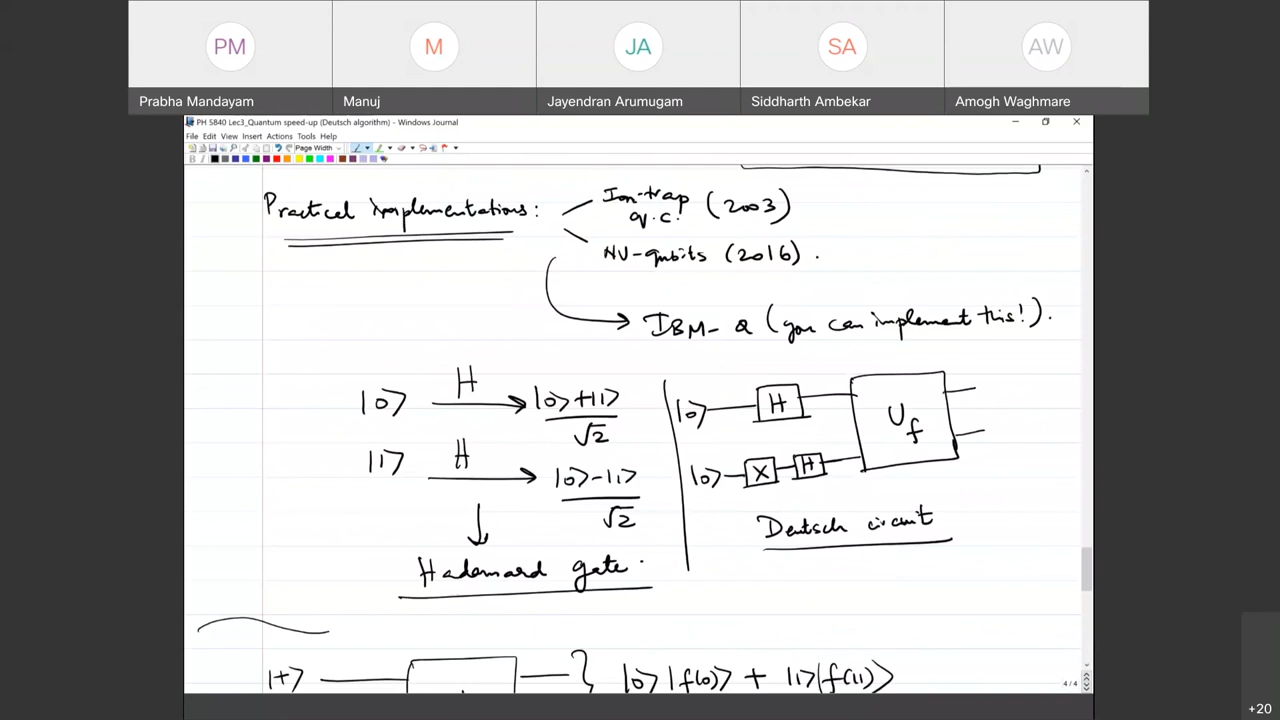 PM
M
JA
SA
AW
Prabha Mandayam
Manuj
Jayendran Arumugam
Siddharth Ambekar
Amogh Waghmare
PH 5840 Lec3_Quantum speed-up (Deutsch algorithm) - Windows Journal
File Edit View Insert Actions Tools Help
Page Width
B I
Practical implementations:
Ion-trap (2003)
q.c.
NV-qubits (2016).
IBM-Q (you can implement this!).
|0> H |0>+|1>
√2
|1> H |0>-|1>
√2
Hadamard gate.
|0> H
U_f
|0> X H
Deutsch circuit
|+> |0>|f(0)> + |1>|f(1)>
4/4
+20